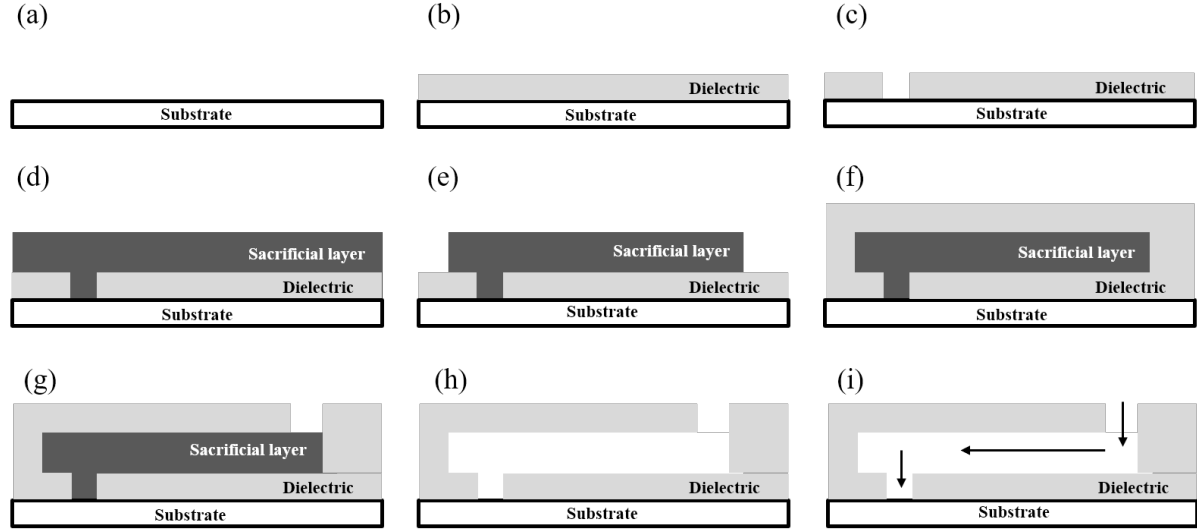 (a)
(b)
(c)
Dielectric
Dielectric
Substrate
Substrate
Substrate
(d)
(e)
(f)
Sacrificial layer
Sacrificial layer
Sacrificial layer
Dielectric
Dielectric
Dielectric
Substrate
Substrate
Substrate
(g)
(h)
(i)
Sacrificial layer
Dielectric
Dielectric
Dielectric
Substrate
Substrate
Substrate